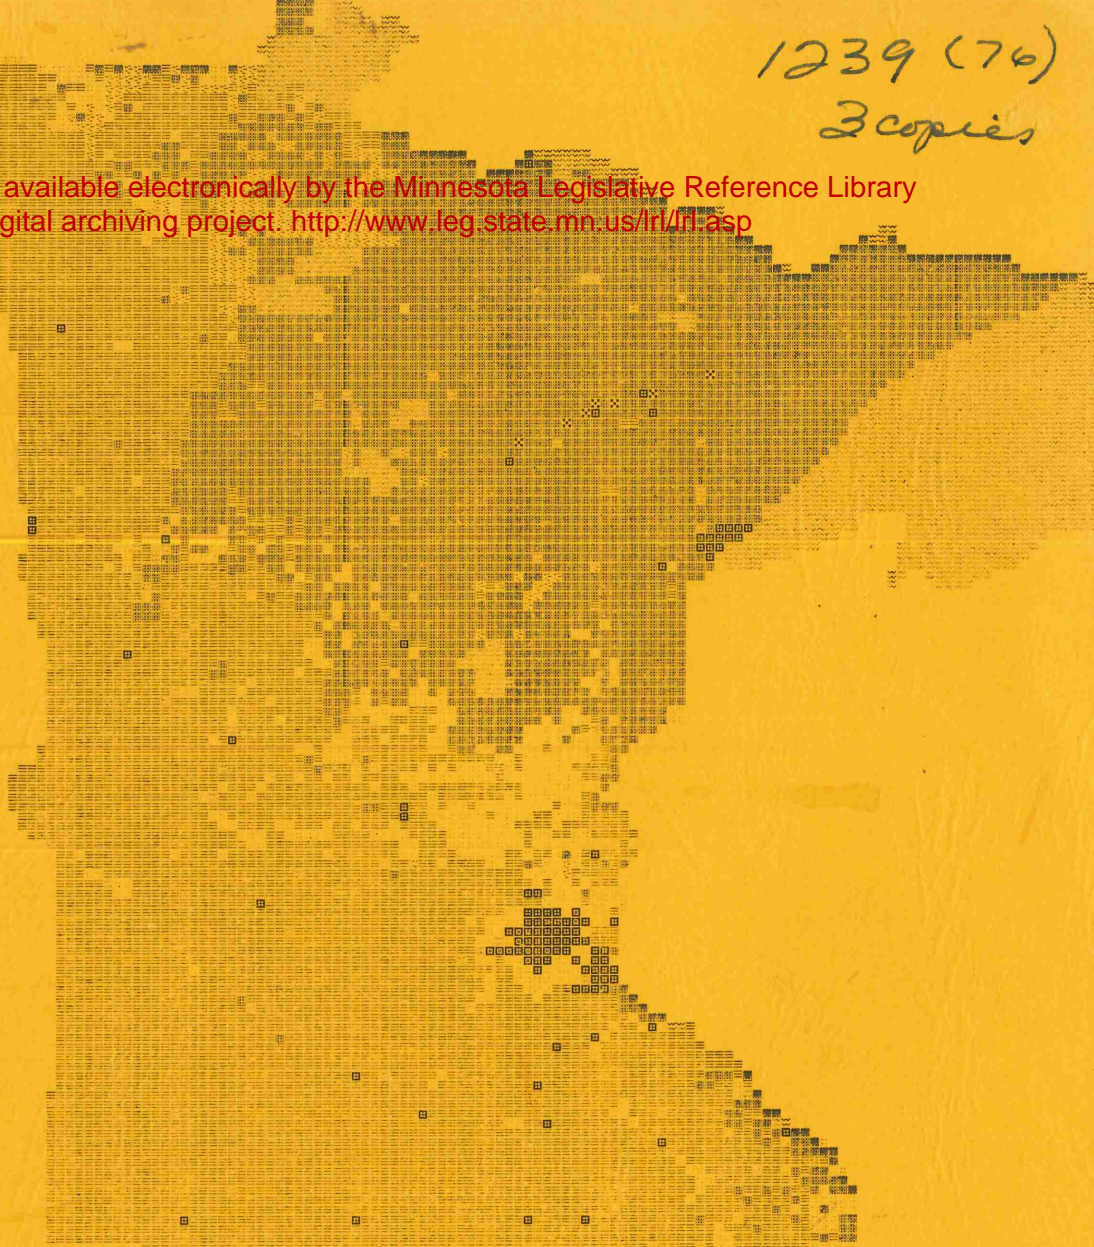 1239 (76)
3 copies
available electronically by the Minnesota Legislative Reference Library
gital archiving project. http://www.leg.state.mn.us/lrl/lrl.asp